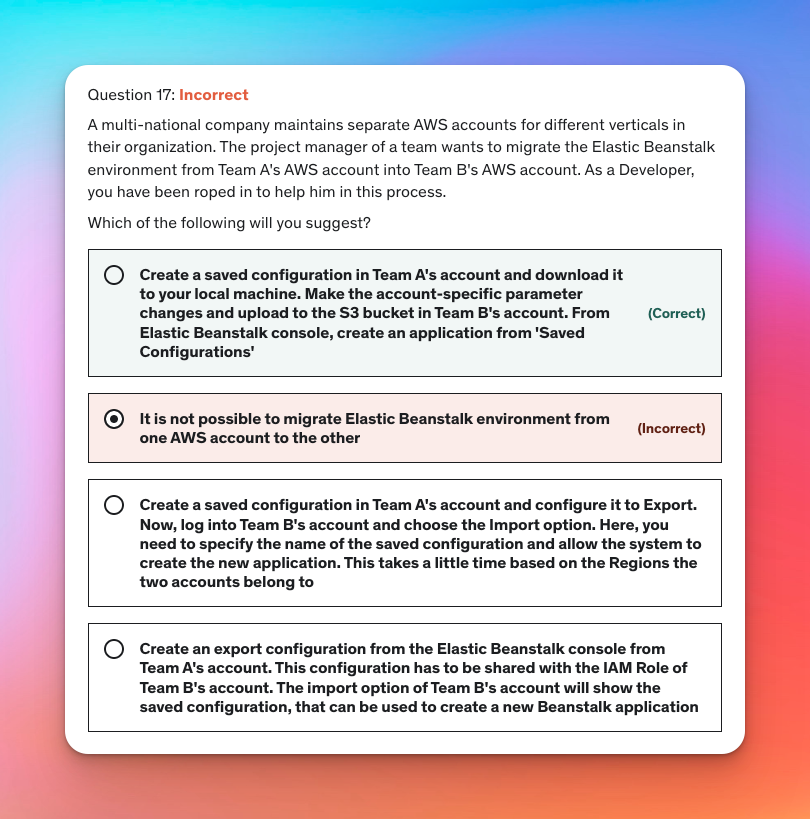 Question 17: Incorrect
A multi-national company maintains separate AWS accounts for different verticals in
their organization. The project manager of a team wants to migrate the Elastic Beanstalk
environment from Team A's AWS account into Team B's AWS account. As a Developer,
you have been roped in to help him in this process.
Which of the following will you suggest?
Create a saved configuration in Team A's account and download it
to your local machine. Make the account-specific parameter
changes and upload to the S3 bucket in Team B's account. From
Elastic Beanstalk console, create an application from 'Saved
Configurations'
(Correct)
It is not possible to migrate Elastic Beanstalk environment from
one AWS account to the other
(Incorrect)
Create a saved configuration in Team A's account and configure it to Export.
Now, log into Team B's account and choose the Import option. Here, you
need to specify the name of the saved configuration and allow the system to
create the new application. This takes a little time based on the Regions the
two accounts belong to
Create an export configuration from the Elastic Beanstalk console from
Team A's account. This configuration has to be shared with the IAM Role of
Team B's account. The import option of Team B's account will show the
saved configuration, that can be used to create a new Beanstalk application